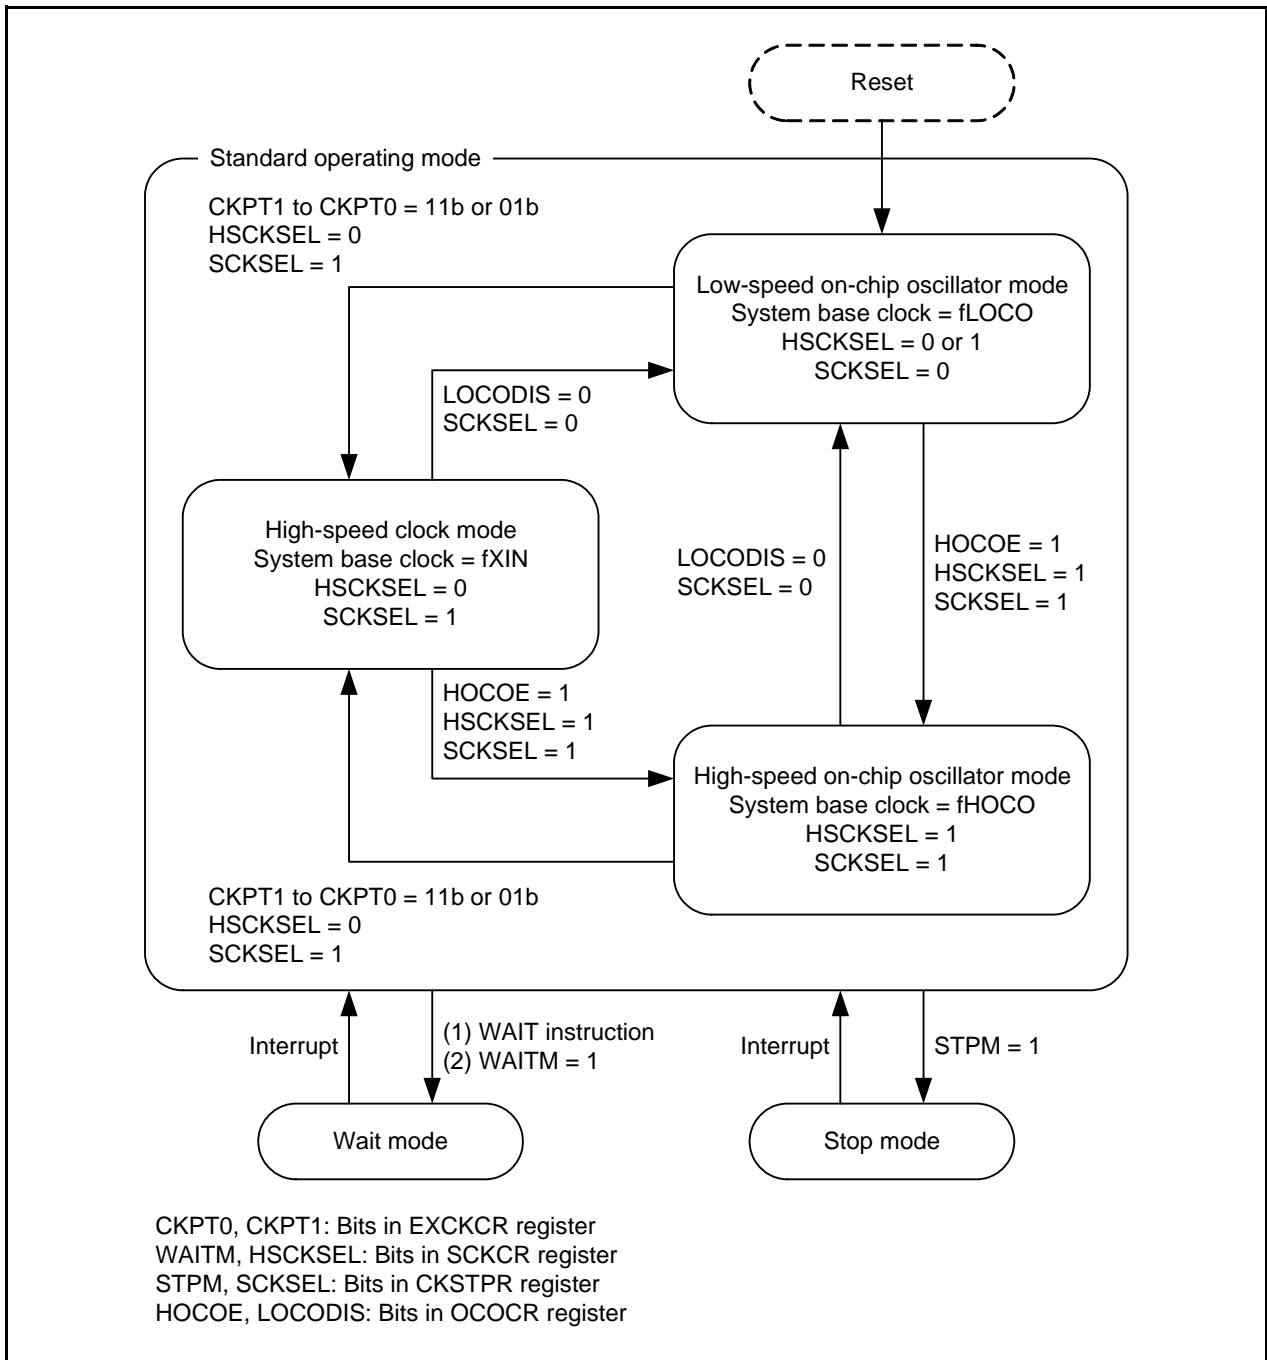 Reset
Standard operating mode
CKPT1 to CKPT0 = 11b or 01b
HSCKSEL = 0
SCKSEL = 1
Low-speed on-chip oscillator mode
System base clock = fLOCO
HSCKSEL = 0 or 1
SCKSEL = 0
LOCODIS = 0
SCKSEL = 0
High-speed clock mode
System base clock = fXIN
HSCKSEL = 0
SCKSEL = 1
LOCODIS = 0
SCKSEL = 0
HOCOE = 1
HSCKSEL = 1
SCKSEL = 1
HOCOE = 1
HSCKSEL = 1
SCKSEL = 1
High-speed on-chip oscillator mode
System base clock = fHOCO
HSCKSEL = 1
SCKSEL = 1
CKPT1 to CKPT0 = 11b or 01b
HSCKSEL = 0
SCKSEL = 1
Interrupt
(1) WAIT instruction
(2) WAITM = 1
Interrupt
STPM = 1
Wait mode
Stop mode
CKPT0, CKPT1: Bits in EXCKCR register
WAITM, HSCKSEL: Bits in SCKCR register
STPM, SCKSEL: Bits in CKSTPR register
HOCOE, LOCODIS: Bits in OCOCR register